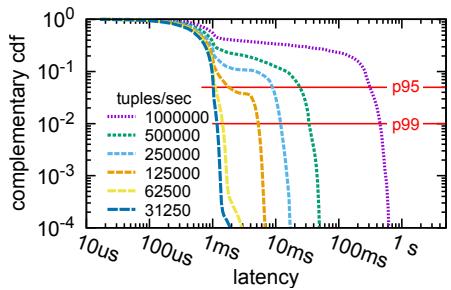 10^0
10^-1
10^-2
10^-3
10^-4
complementary cdf
p95
p99
tuples/sec
1000000
500000
250000
125000
62500
31250
10us 100us 1ms 10ms 100ms 1 s
latency